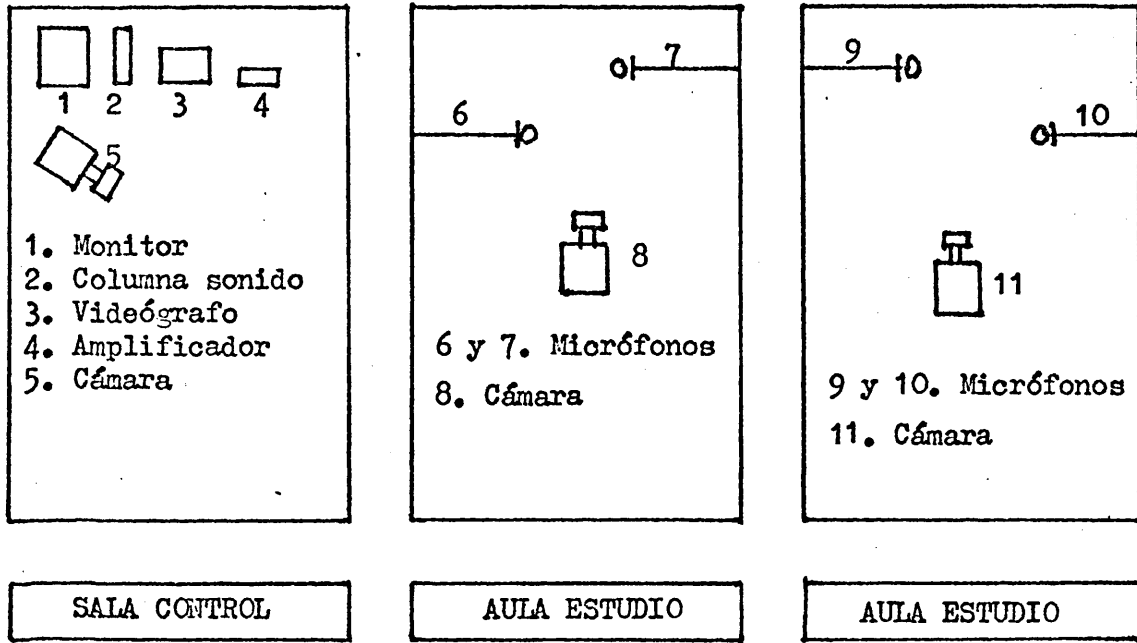 1 2 3 4
5
1. Monitor
2. Columna sonido
3. Videógrafo
4. Amplificador
5. Cámara
SALA CONTROL
7
6
8
6 y 7. Micrófonos
8. Cámara
AULA ESTUDIO
9
10
11
9 y 10. Micrófonos
11. Cámara
AULA ESTUDIO